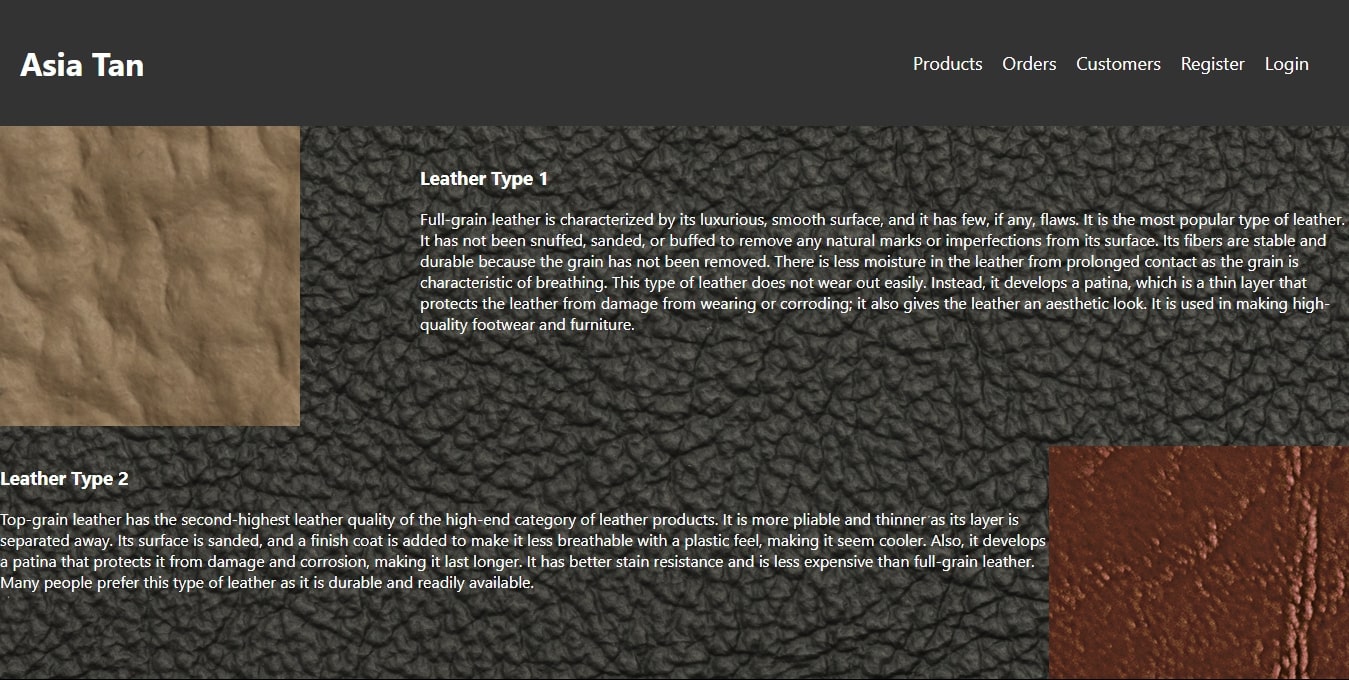 Asia Tan
Products Orders Customers Register Login
Leather Type 1
Full-grain leather is characterized by its luxurious, smooth surface, and it has few, if any, flaws. It is the most popular type of leather.
It has not been snuffed, sanded, or buffed to remove any natural marks or imperfections from its surface. Its fibers are stable and
durable because the grain has not been removed. There is less moisture in the leather from prolonged contact as the grain is
characteristic of breathing. This type of leather does not wear out easily. Instead, it develops a patina, which is a thin layer that
protects the leather from damage from wearing or corroding; it also gives the leather an aesthetic look. It is used in making high-
quality footwear and furniture.
Leather Type 2
Top-grain leather has the second-highest leather quality of the high-end category of leather products. It is more pliable and thinner as its layer is
separated away. Its surface is sanded, and a finish coat is added to make it less breathable with a plastic feel, making it seem cooler. Also, it develops
a patina that protects it from damage and corrosion, making it last longer. It has better stain resistance and is less expensive than full-grain leather.
Many people prefer this type of leather as it is durable and readily available.